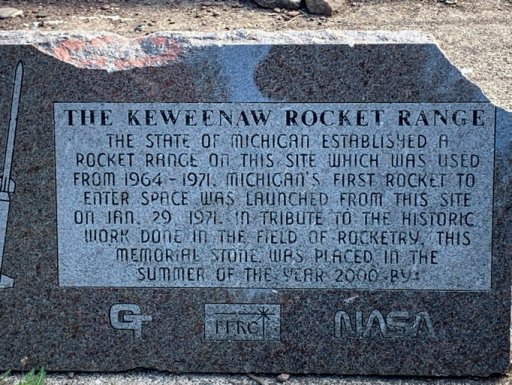 THE KEWEENAW ROCKET RANGE
THE STATE OF MICHIGAN ESTABLISHED A
ROCKET RANGE ON THIS SITE WHICH WAS USED
FROM 1964 - 1971. MICHIGAN'S FIRST ROCKET TO
ENTER SPACE WAS LAUNCHED FROM THIS SITE
ON JAN. 29 1971. IN TRIBUTE TO THE HISTORIC
WORK DONE IN THE FIELD OF ROCKETRY, THIS
MEMORIAL STONE WAS PLACED IN THE
SUMMER OF THE YEAR 2000 BY:
NASA